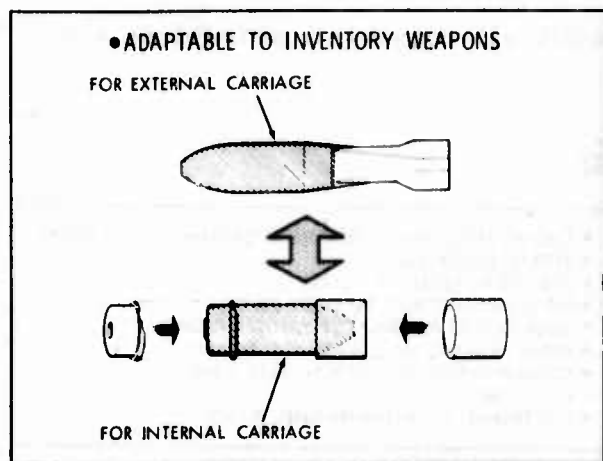 •ADAPTABLE TO INVENTORY WEAPONS
FOR EXTERNAL CARRIAGE
FOR INTERNAL CARRIAGE